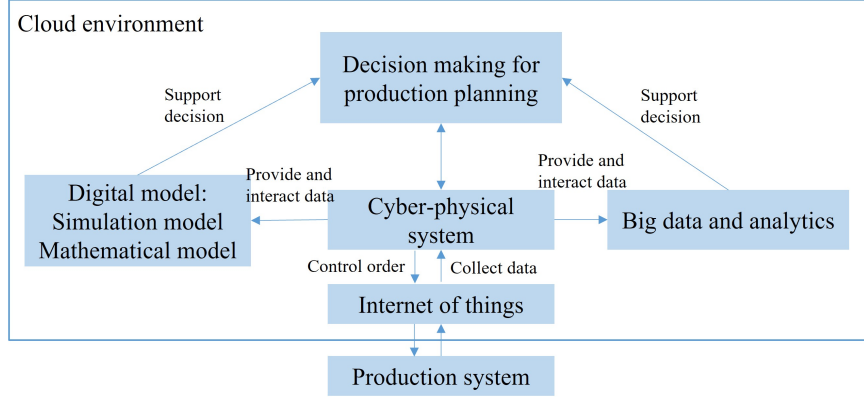 Cloud environment
Decision making for
production planning
Support
decision
Support
decision
Provide and
interact data
Provide and
interact data
Digital model:
Simulation model
Mathematical model
Cyber-physical
system
Big data and analytics
Control order
Collect data
Internet of things
Production system